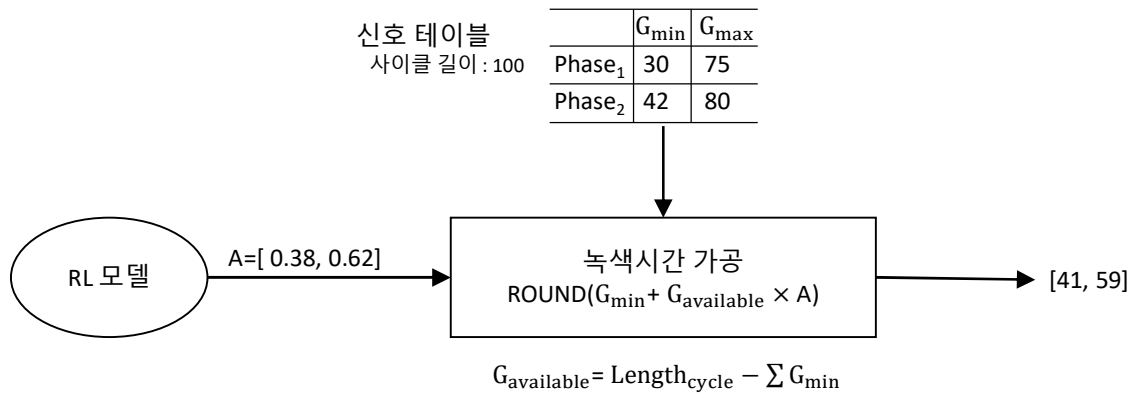 신호 테이블
사이클 길이 : 100
G_min G_max
Phase_1 30 75
Phase_2 42 80
RL 모델
A=[ 0.38, 0.62]
녹색시간 가공
ROUND(G_min+ G_available × A)
[41, 59]
G_available= Length_cycle − ∑ G_min